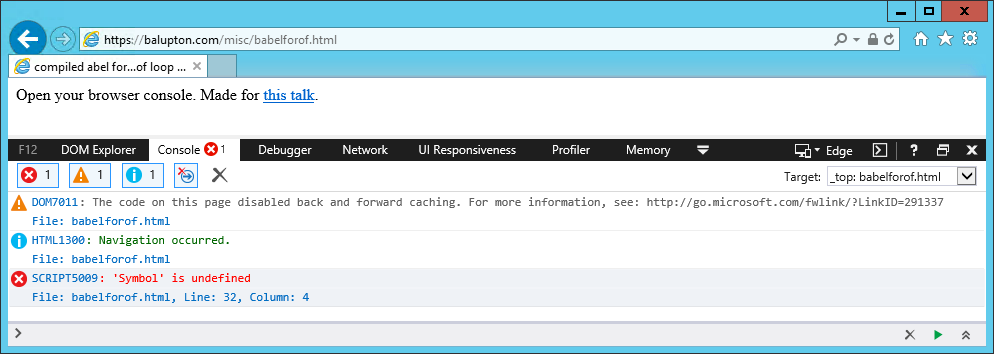 https://balupton.com/misc/babelforof.html
compiled abel for...of loop ...
Open your browser console. Made for this talk.
F12 DOM Explorer Console 1 Debugger Network UI Responsiveness Profiler Memory Edge ?
1 1 1 Target: _top: babelforof.html
DOM7011: The code on this page disabled back and forward caching. For more information, see: http://go.microsoft.com/fwlink/?LinkID=291337
File: babelforof.html
HTML1300: Navigation occurred.
File: babelforof.html
SCRIPT5009: 'Symbol' is undefined
File: babelforof.html, Line: 32, Column: 4